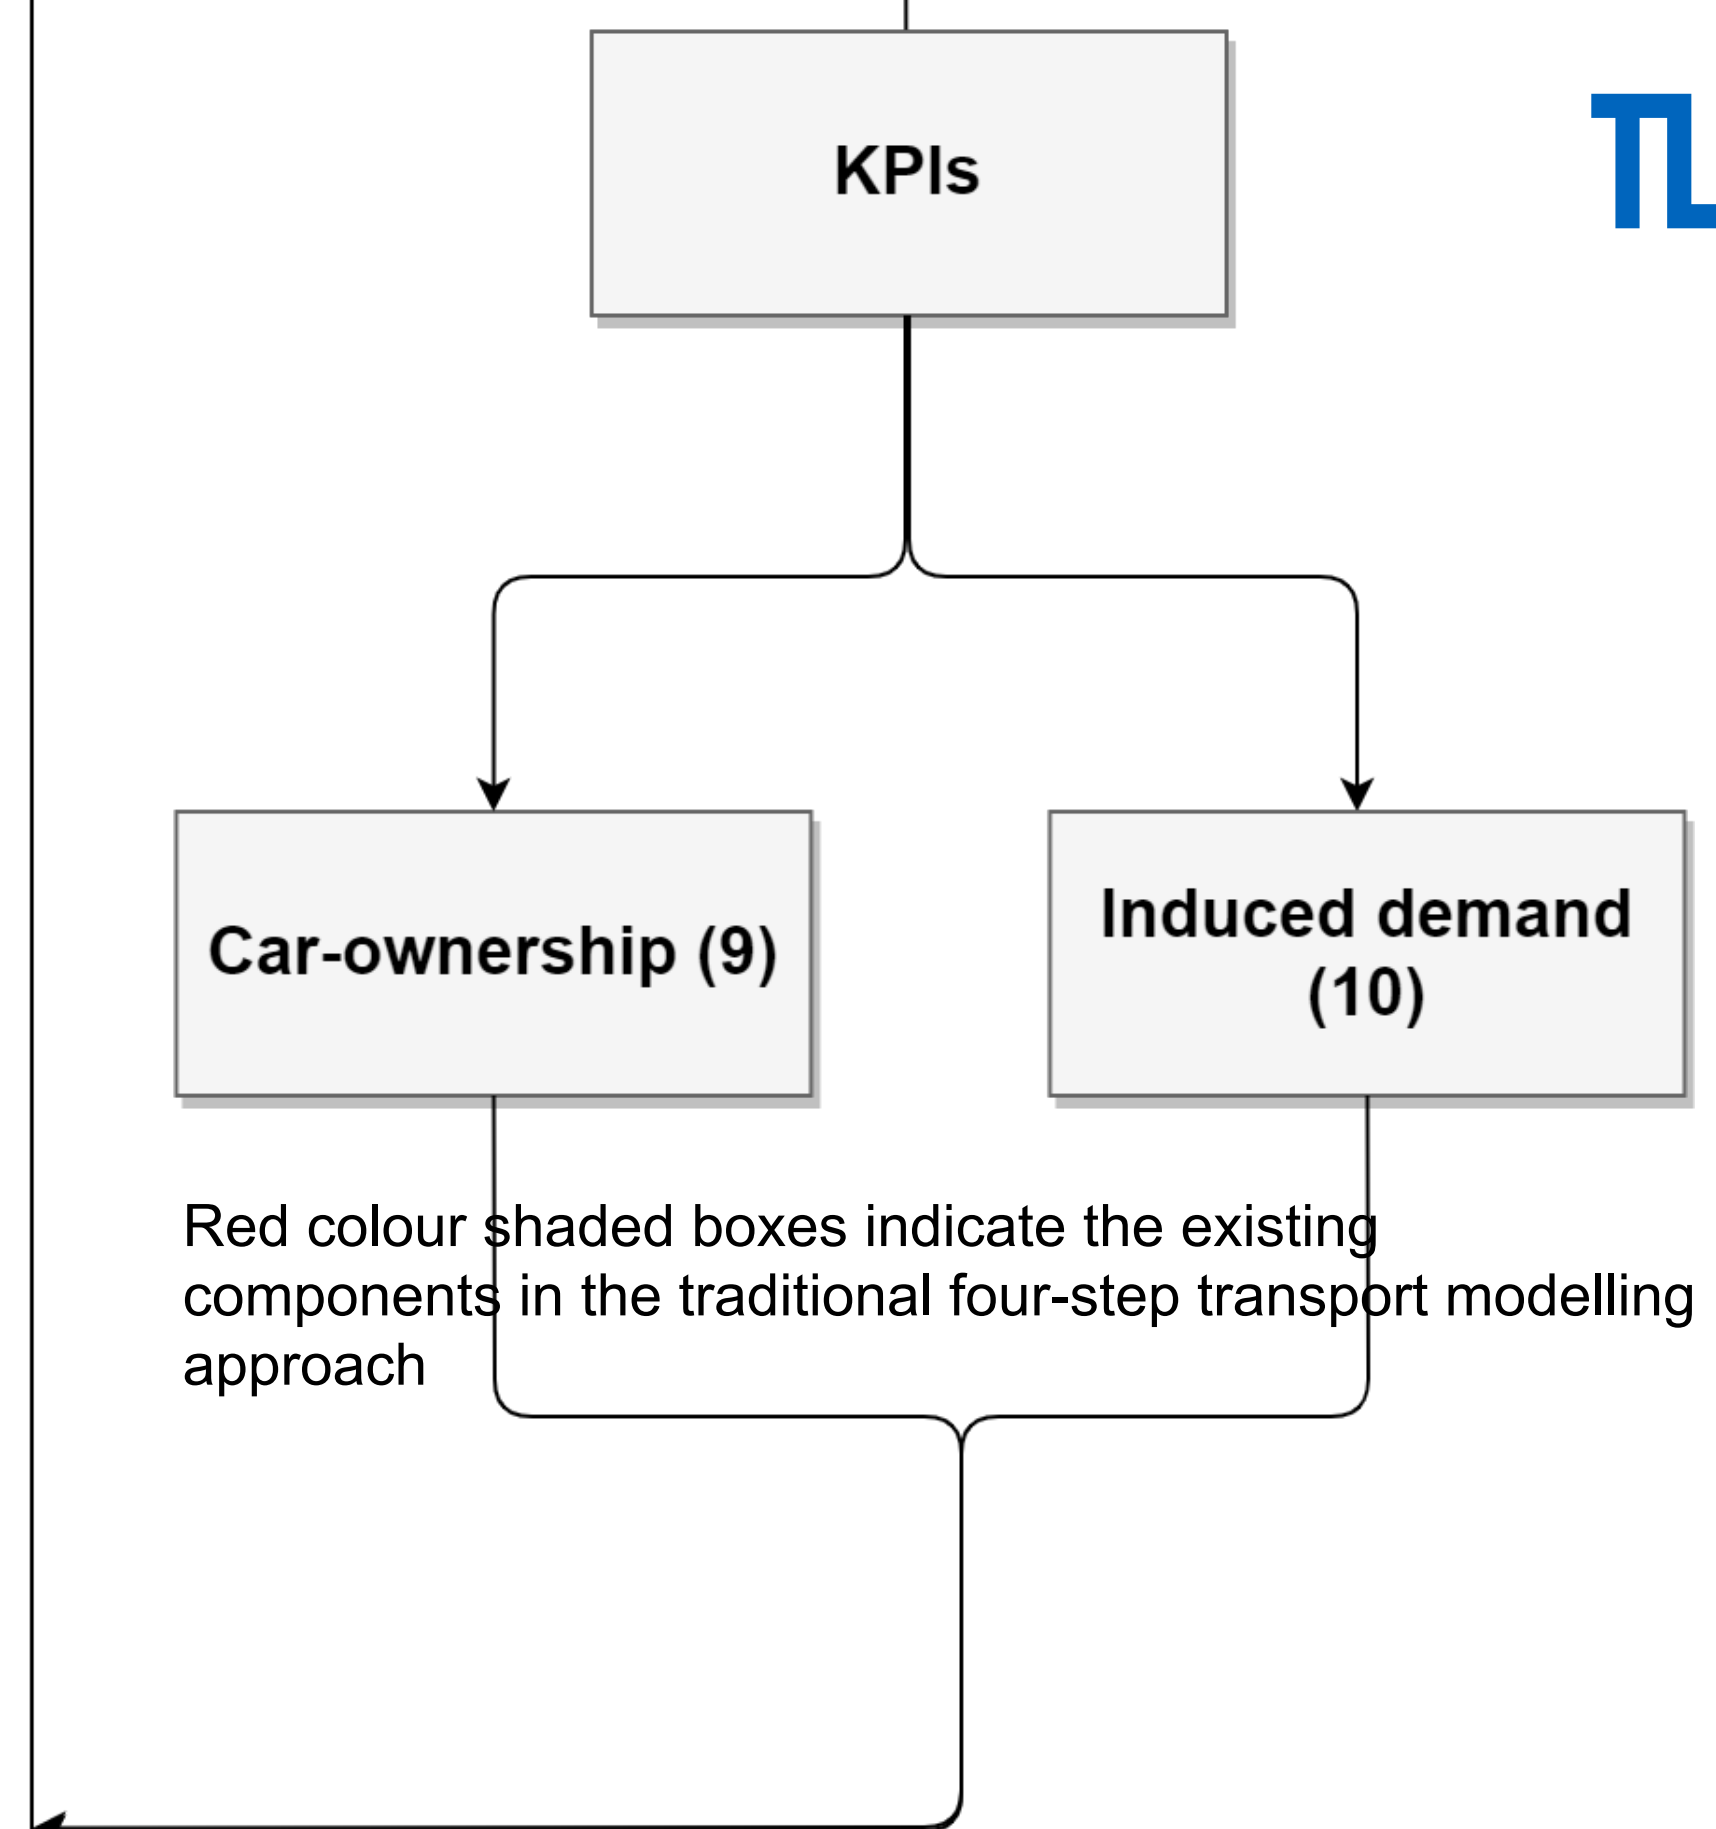 KPIs
Car-ownership (9)
Induced demand
(10)
Red colour shaded boxes indicate the existing
components in the traditional four-step transport modelling
approach